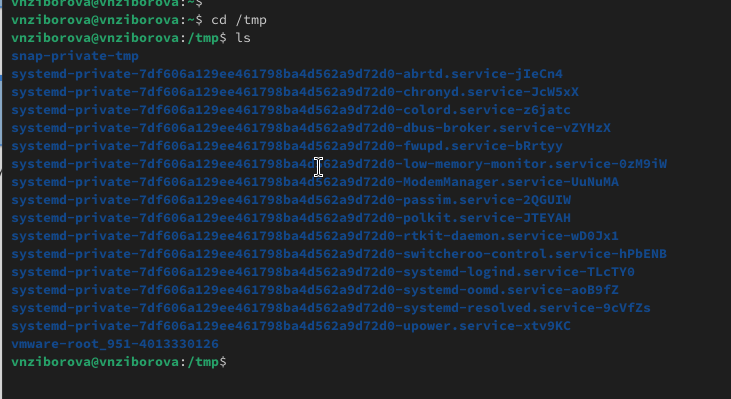 vnziborova@vnziborova:~$
vnziborova@vnziborova:~$ cd /tmp
vnziborova@vnziborova:/tmp$ ls
snap-private-tmp
systemd-private-7df606a129ee461798ba4d562a9d72d0-abrtd.service-jIeCn4
systemd-private-7df606a129ee461798ba4d562a9d72d0-chronyd.service-JcW5xX
systemd-private-7df606a129ee461798ba4d562a9d72d0-colord.service-z6jatc
systemd-private-7df606a129ee461798ba4d562a9d72d0-dbus-broker.service-vZYHzX
systemd-private-7df606a129ee461798ba4d562a9d72d0-fwupd.service-bRrtyy
systemd-private-7df606a129ee461798ba4d562a9d72d0-low-memory-monitor.service-0zM9iW
systemd-private-7df606a129ee461798ba4d562a9d72d0-ModemManager.service-UuNuMA
systemd-private-7df606a129ee461798ba4d562a9d72d0-passim.service-2QGUIW
systemd-private-7df606a129ee461798ba4d562a9d72d0-polkit.service-JTEYAH
systemd-private-7df606a129ee461798ba4d562a9d72d0-rtkit-daemon.service-wD0Jx1
systemd-private-7df606a129ee461798ba4d562a9d72d0-switcheroo-control.service-hPbENB
systemd-private-7df606a129ee461798ba4d562a9d72d0-systemd-logind.service-TLcTY0
systemd-private-7df606a129ee461798ba4d562a9d72d0-systemd-oomd.service-aoB9fZ
systemd-private-7df606a129ee461798ba4d562a9d72d0-systemd-resolved.service-9cVfZs
systemd-private-7df606a129ee461798ba4d562a9d72d0-upower.service-xtv9KC
vmware-root_951-4013330126
vnziborova@vnziborova:/tmp$